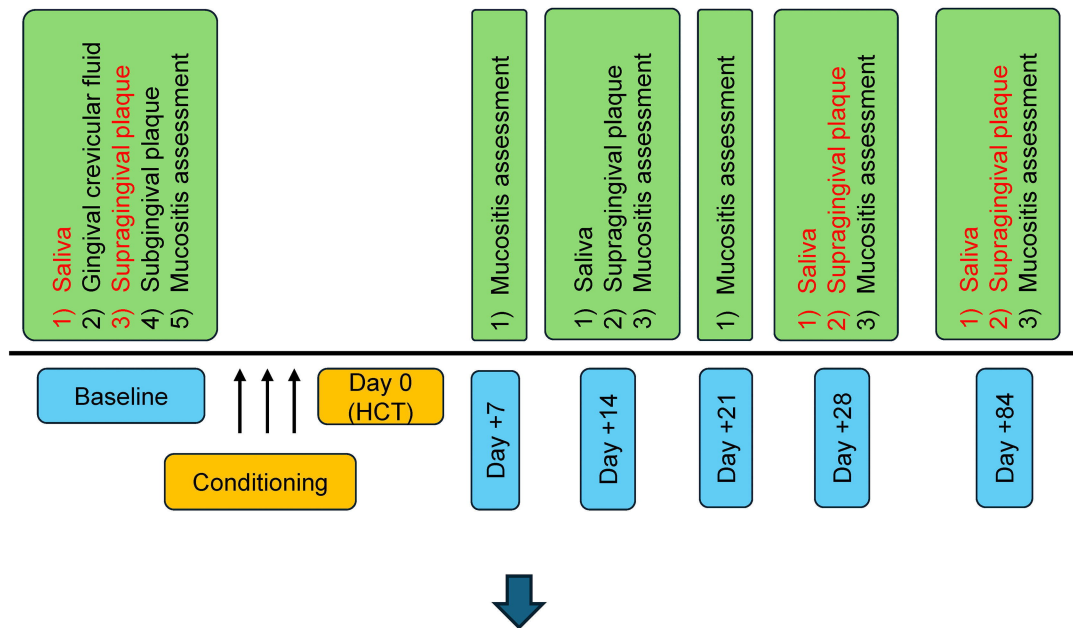 1) Saliva
2) Gingival crevicular fluid
3) Supragingival plaque
4) Subgingival plaque
5) Mucositis assessment
1) Mucositis assessment
1) Saliva
2) Supragingival plaque
3) Mucositis assessment
1) Mucositis assessment
1) Saliva
2) Supragingival plaque
3) Mucositis assessment
1) Saliva
2) Supragingival plaque
3) Mucositis assessment
Baseline
Conditioning
Day 0
(HCT)
Day +7
Day +14
Day +21
Day +28
Day +84